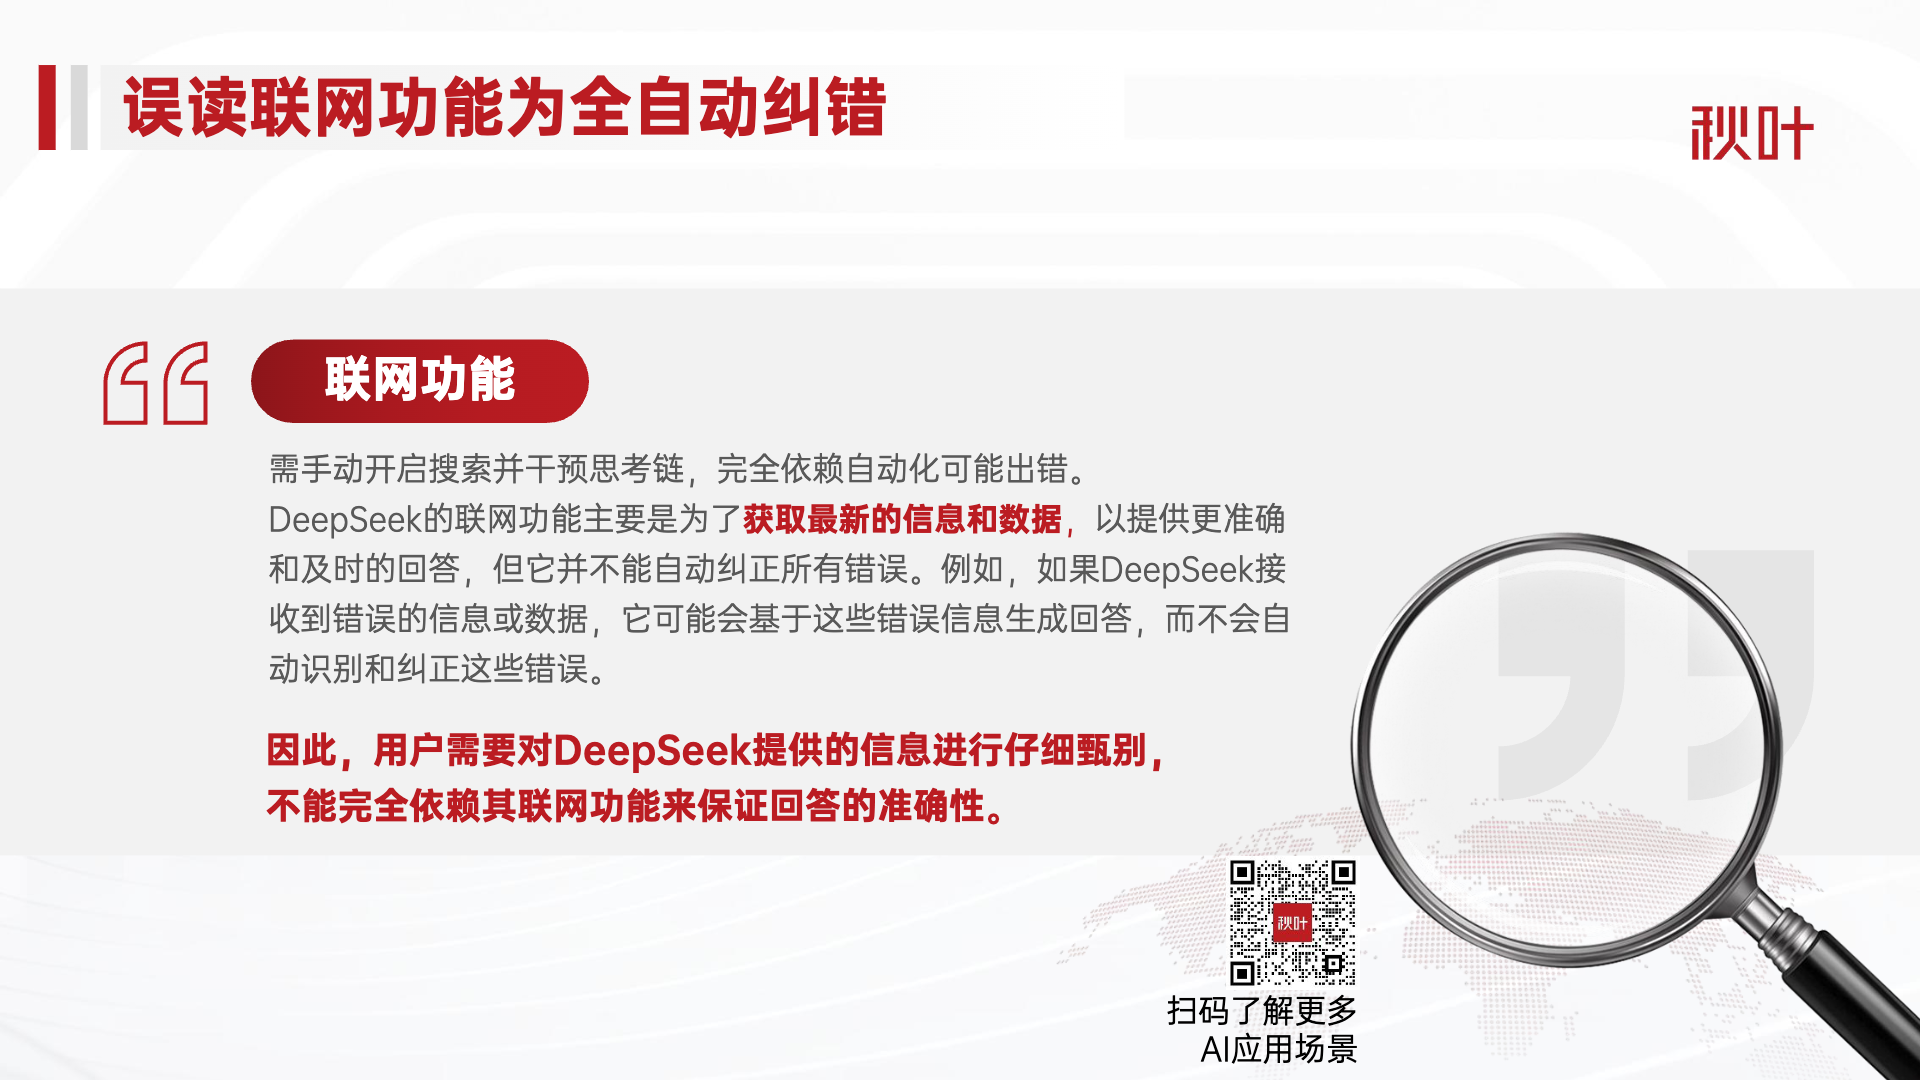 误读联网功能为全自动纠错
秋叶
联网功能
需手动开启搜索并干预思考链，完全依赖自动化可能出错。
DeepSeek的联网功能主要是为了获取最新的信息和数据，以提供更准确
和及时的回答，但它并不能自动纠正所有错误。例如，如果DeepSeek接
收到错误的信息或数据，它可能会基于这些错误信息生成回答，而不会自
动识别和纠正这些错误。
因此，用户需要对DeepSeek提供的信息进行仔细甄别，
不能完全依赖其联网功能来保证回答的准确性。
秋叶
扫码了解更多
AI应用场景